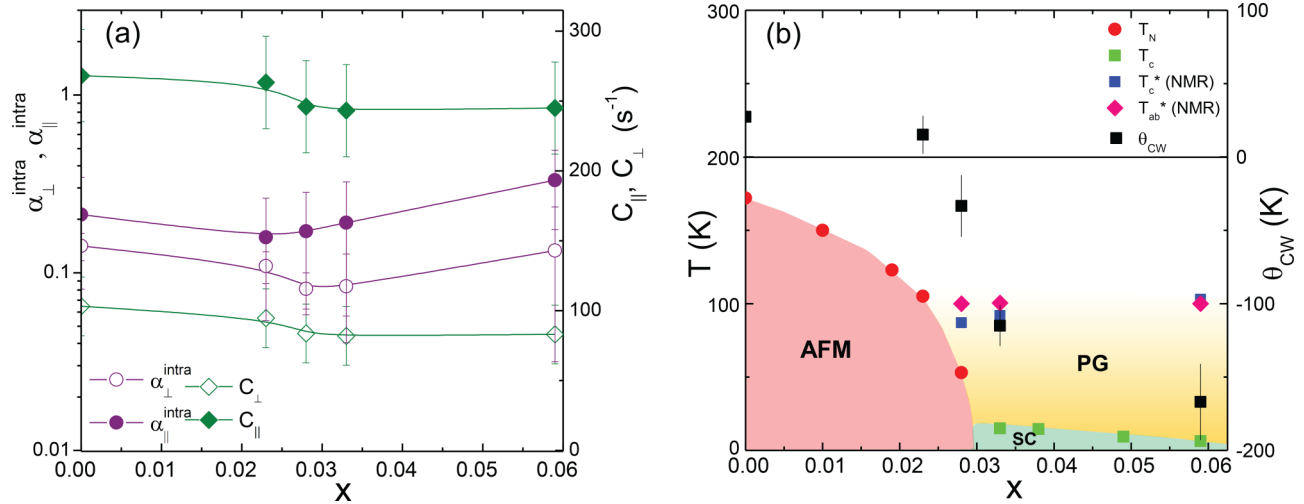 (a)
α⊥^intra , α∥^intra
1
0.1
0.01
300
200
100
0
C∥, C⊥ (s⁻¹)
α⊥^intra
C⊥
α∥^intra
C∥
0.00
0.01
0.02
0.03
0.04
0.05
0.06
x
(b)
T (K)
300
200
100
0
100
0
-100
-200
θCW (K)
TN
Tc
Tc* (NMR)
Tab* (NMR)
θCW
AFM
PG
SC
0.00
0.01
0.02
0.03
0.04
0.05
0.06
x